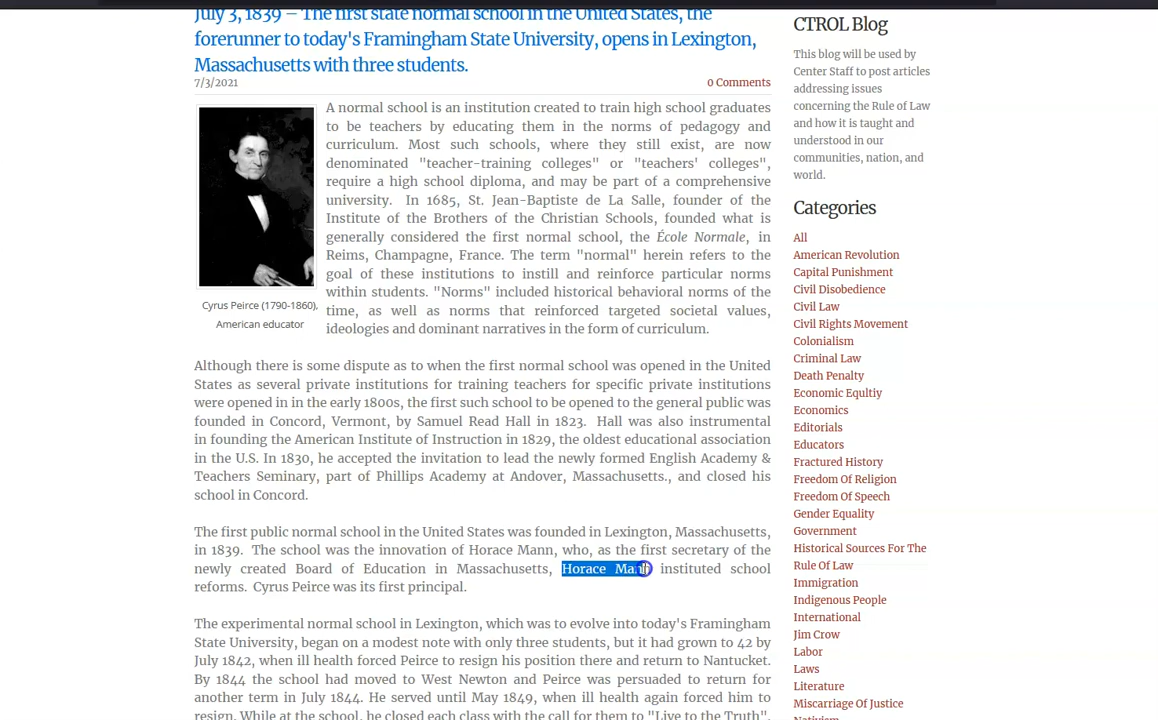 July 3, 1839 – The first state normal school in the United States, the
forerunner to today's Framingham State University, opens in Lexington,
Massachusetts with three students.
7/3/2021
0 Comments
A normal school is an institution created to train high school graduates
to be teachers by educating them in the norms of pedagogy and
curriculum. Most such schools, where they still exist, are now
denominated "teacher-training colleges" or "teachers' colleges",
require a high school diploma, and may be part of a comprehensive
university. In 1685, St. Jean-Baptiste de La Salle, founder of the
Institute of the Brothers of the Christian Schools, founded what is
generally considered the first normal school, the École Normale, in
Reims, Champagne, France. The term "normal" herein refers to the
goal of these institutions to instill and reinforce particular norms
within students. "Norms" included historical behavioral norms of the
time, as well as norms that reinforced targeted societal values,
ideologies and dominant narratives in the form of curriculum.
Cyrus Peirce (1790-1860),
American educator
Although there is some dispute as to when the first normal school was opened in the United
States as several private institutions for training teachers for specific private institutions
were opened in in the early 1800s, the first such school to be opened to the general public was
founded in Concord, Vermont, by Samuel Read Hall in 1823. Hall was also instrumental
in founding the American Institute of Instruction in 1829, the oldest educational association
in the U.S. In 1830, he accepted the invitation to lead the newly formed English Academy &
Teachers Seminary, part of Phillips Academy at Andover, Massachusetts., and closed his
school in Concord.
The first public normal school in the United States was founded in Lexington, Massachusetts,
in 1839. The school was the innovation of Horace Mann, who, as the first secretary of the
newly created Board of Education in Massachusetts, Horace Mann instituted school
reforms. Cyrus Peirce was its first principal.
The experimental normal school in Lexington, which was to evolve into today's Framingham
State University, began on a modest note with only three students, but it had grown to 42 by
July 1842, when ill health forced Peirce to resign his position there and return to Nantucket.
By 1844 the school had moved to West Newton and Peirce was persuaded to return for
another term in July 1844. He served until May 1849, when ill health again forced him to
resign. While at the school, he closed each class with the call for them to "Live to the Truth".
CTROL Blog
This blog will be used by
Center Staff to post articles
addressing issues
concerning the Rule of Law
and how it is taught and
understood in our
communities, nation, and
world.
Categories
All
American Revolution
Capital Punishment
Civil Disobedience
Civil Law
Civil Rights Movement
Colonialism
Criminal Law
Death Penalty
Economic Equltiy
Economics
Editorials
Educators
Fractured History
Freedom Of Religion
Freedom Of Speech
Gender Equality
Government
Historical Sources For The
Rule Of Law
Immigration
Indigenous People
International
Jim Crow
Labor
Laws
Literature
Miscarriage Of Justice
Nativism